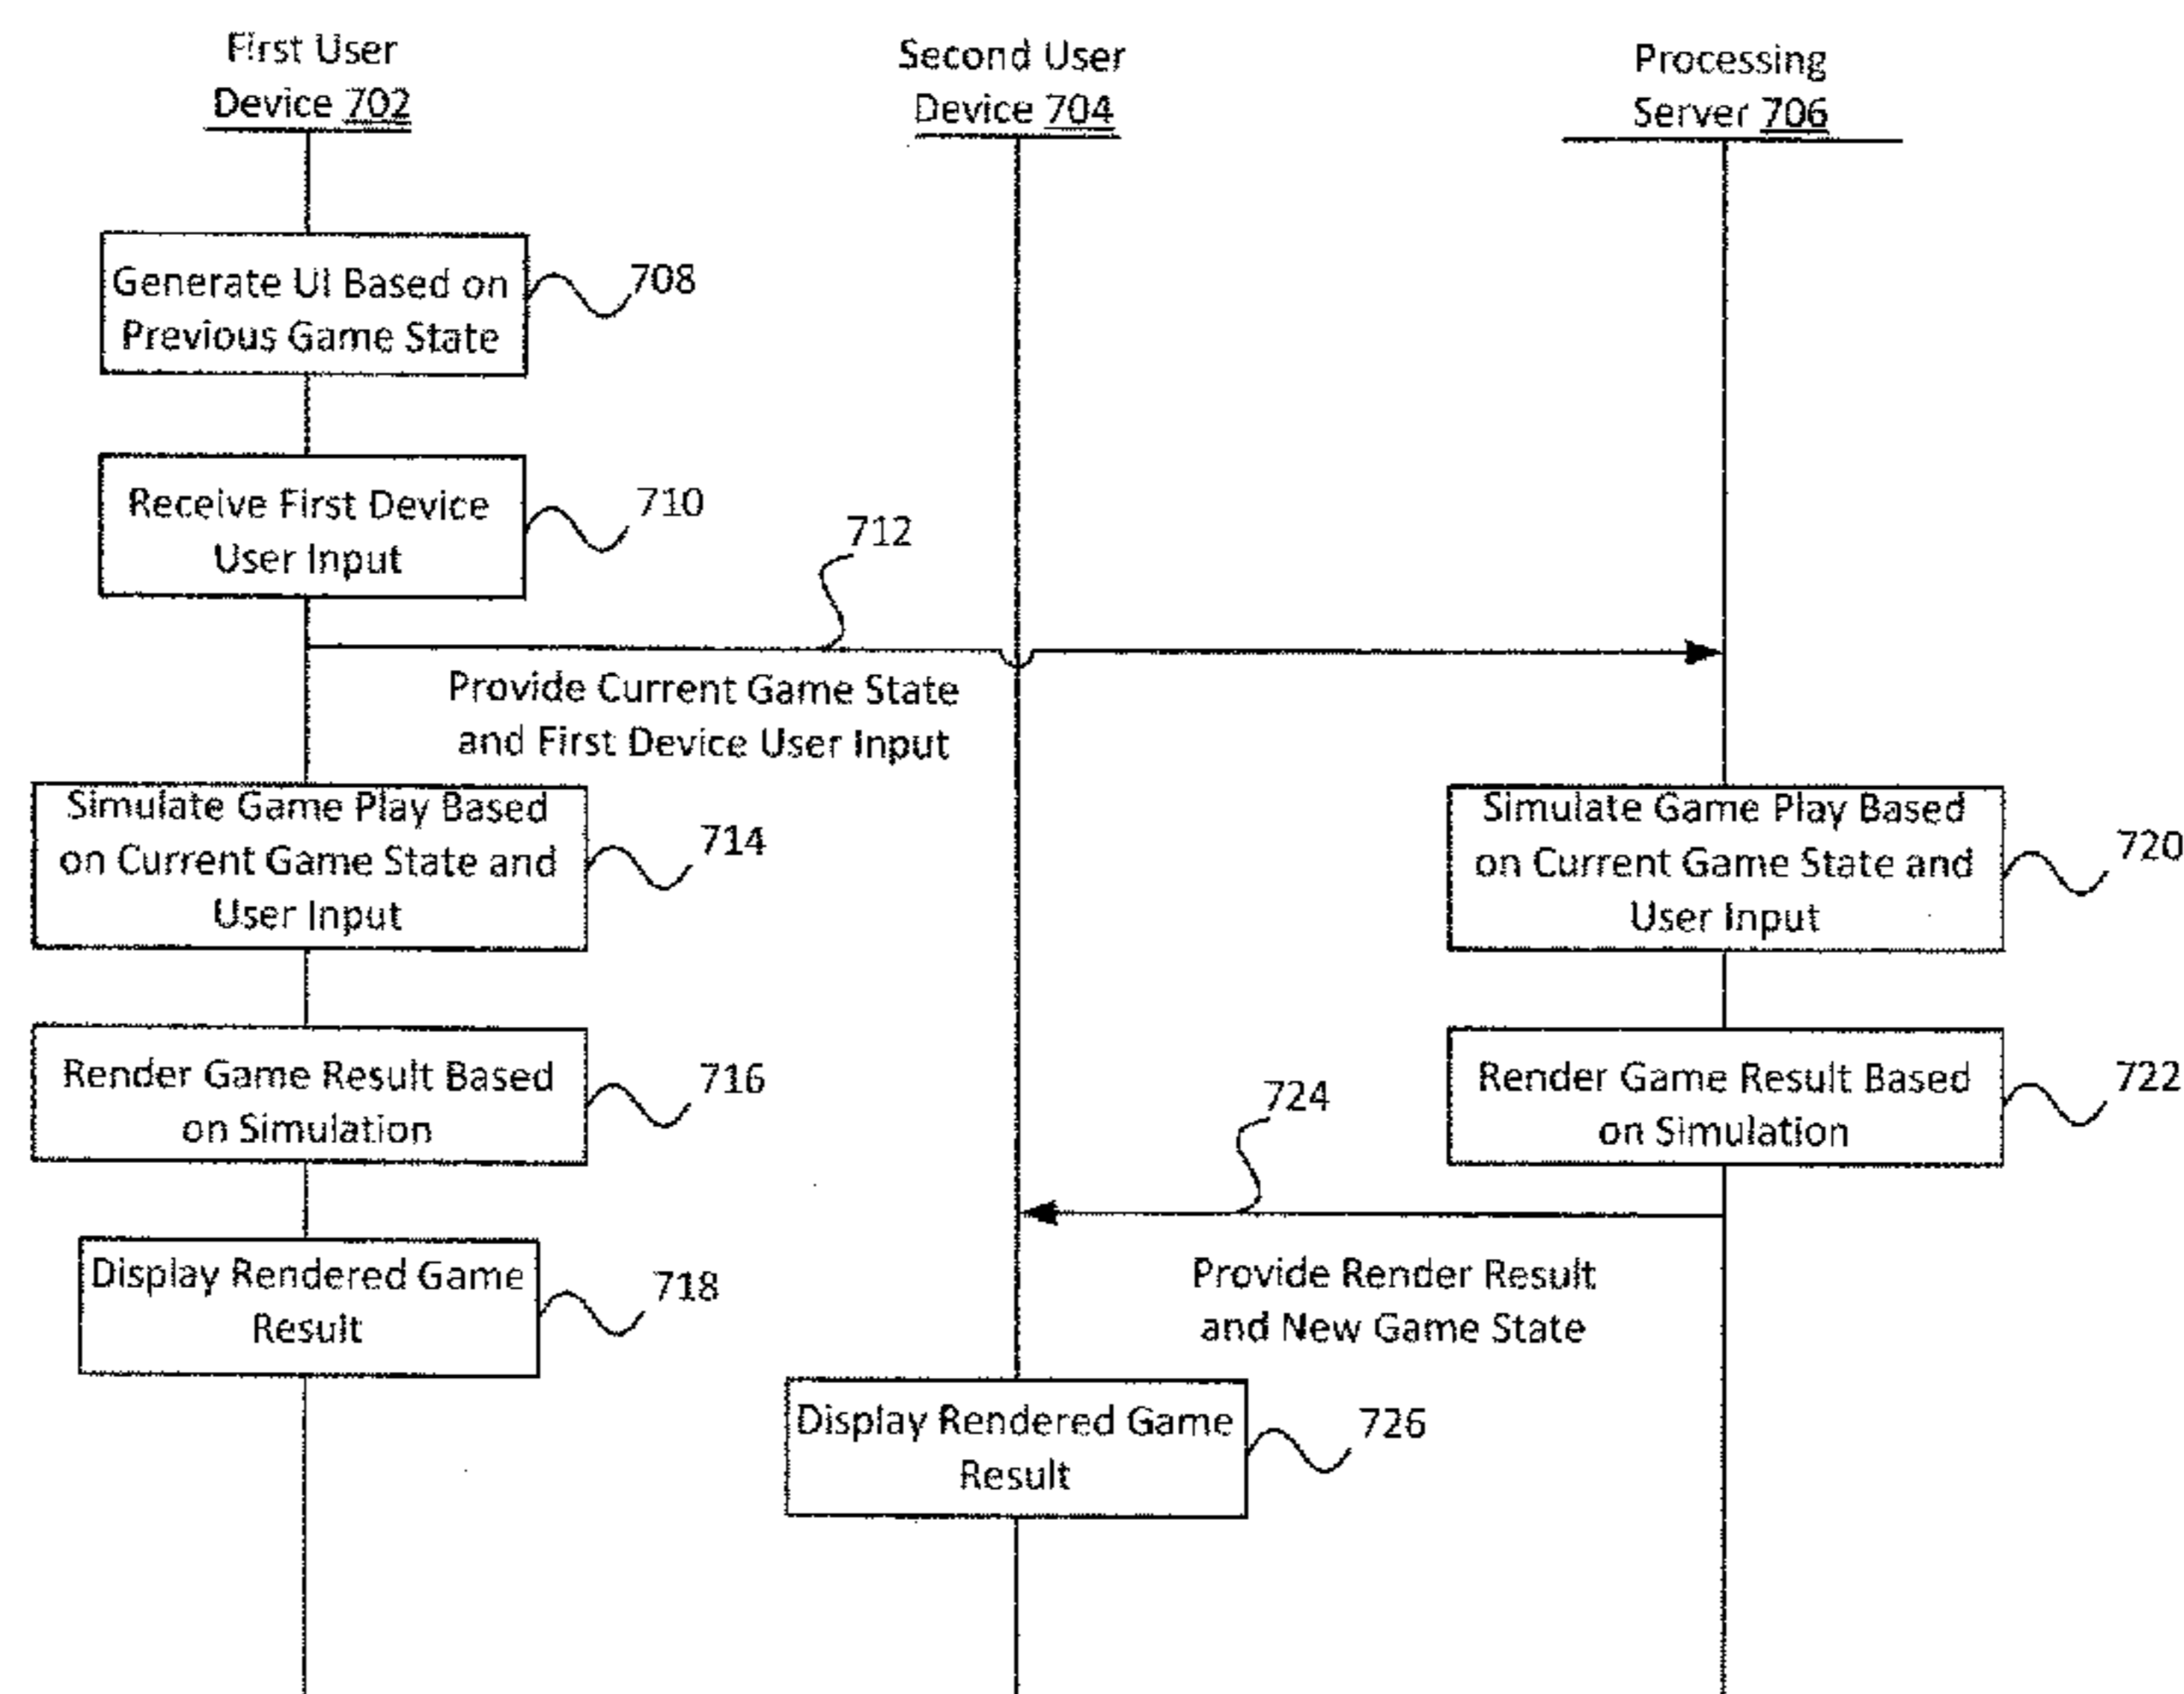 First User
Device 702
Second User
Device 704
Processing
Server 706
Generate UI Based on
Previous Game State
708
Receive First Device
User Input
710
712
Provide Current Game State
and First Device User Input
Simulate Game Play Based
on Current Game State and
User Input
714
Simulate Game Play Based
on Current Game State and
User Input
720
Render Game Result Based
on Simulation
716
Render Game Result Based
on Simulation
722
724
Provide Render Result
and New Game State
Display Rendered Game
Result
718
Display Rendered Game
Result
726